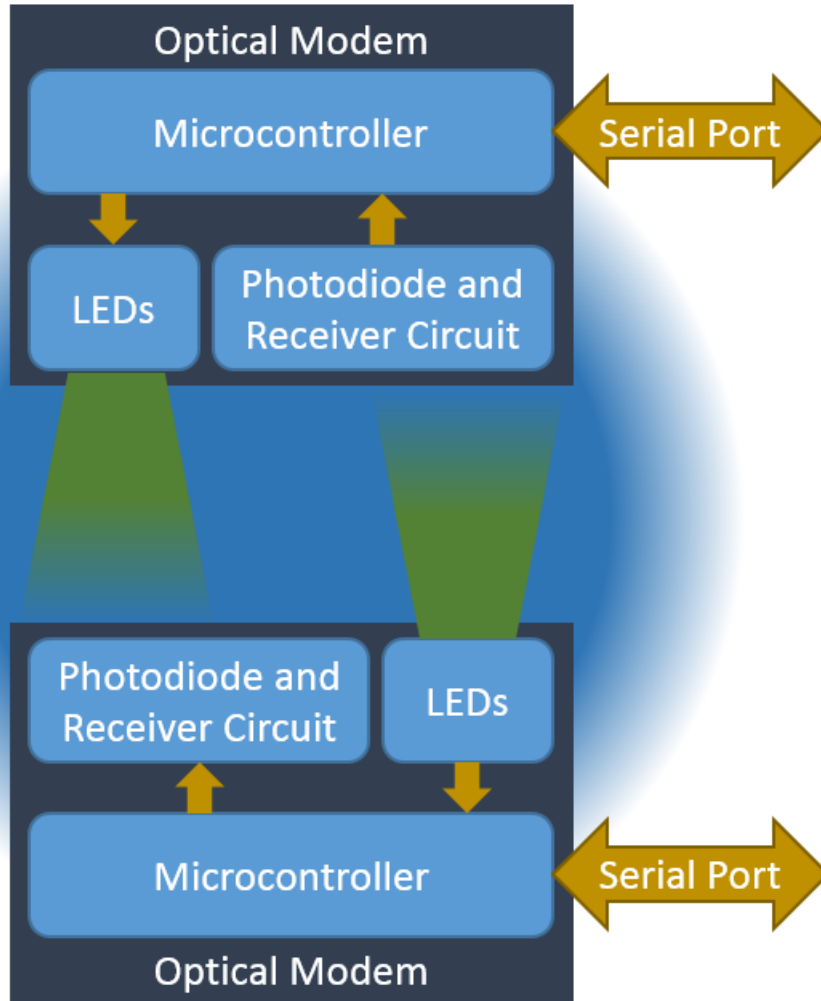 Optical Modem
Microcontroller
Serial Port
LEDs
Photodiode and
Receiver Circuit
Photodiode and
Receiver Circuit
LEDs
Microcontroller
Serial Port
Optical Modem